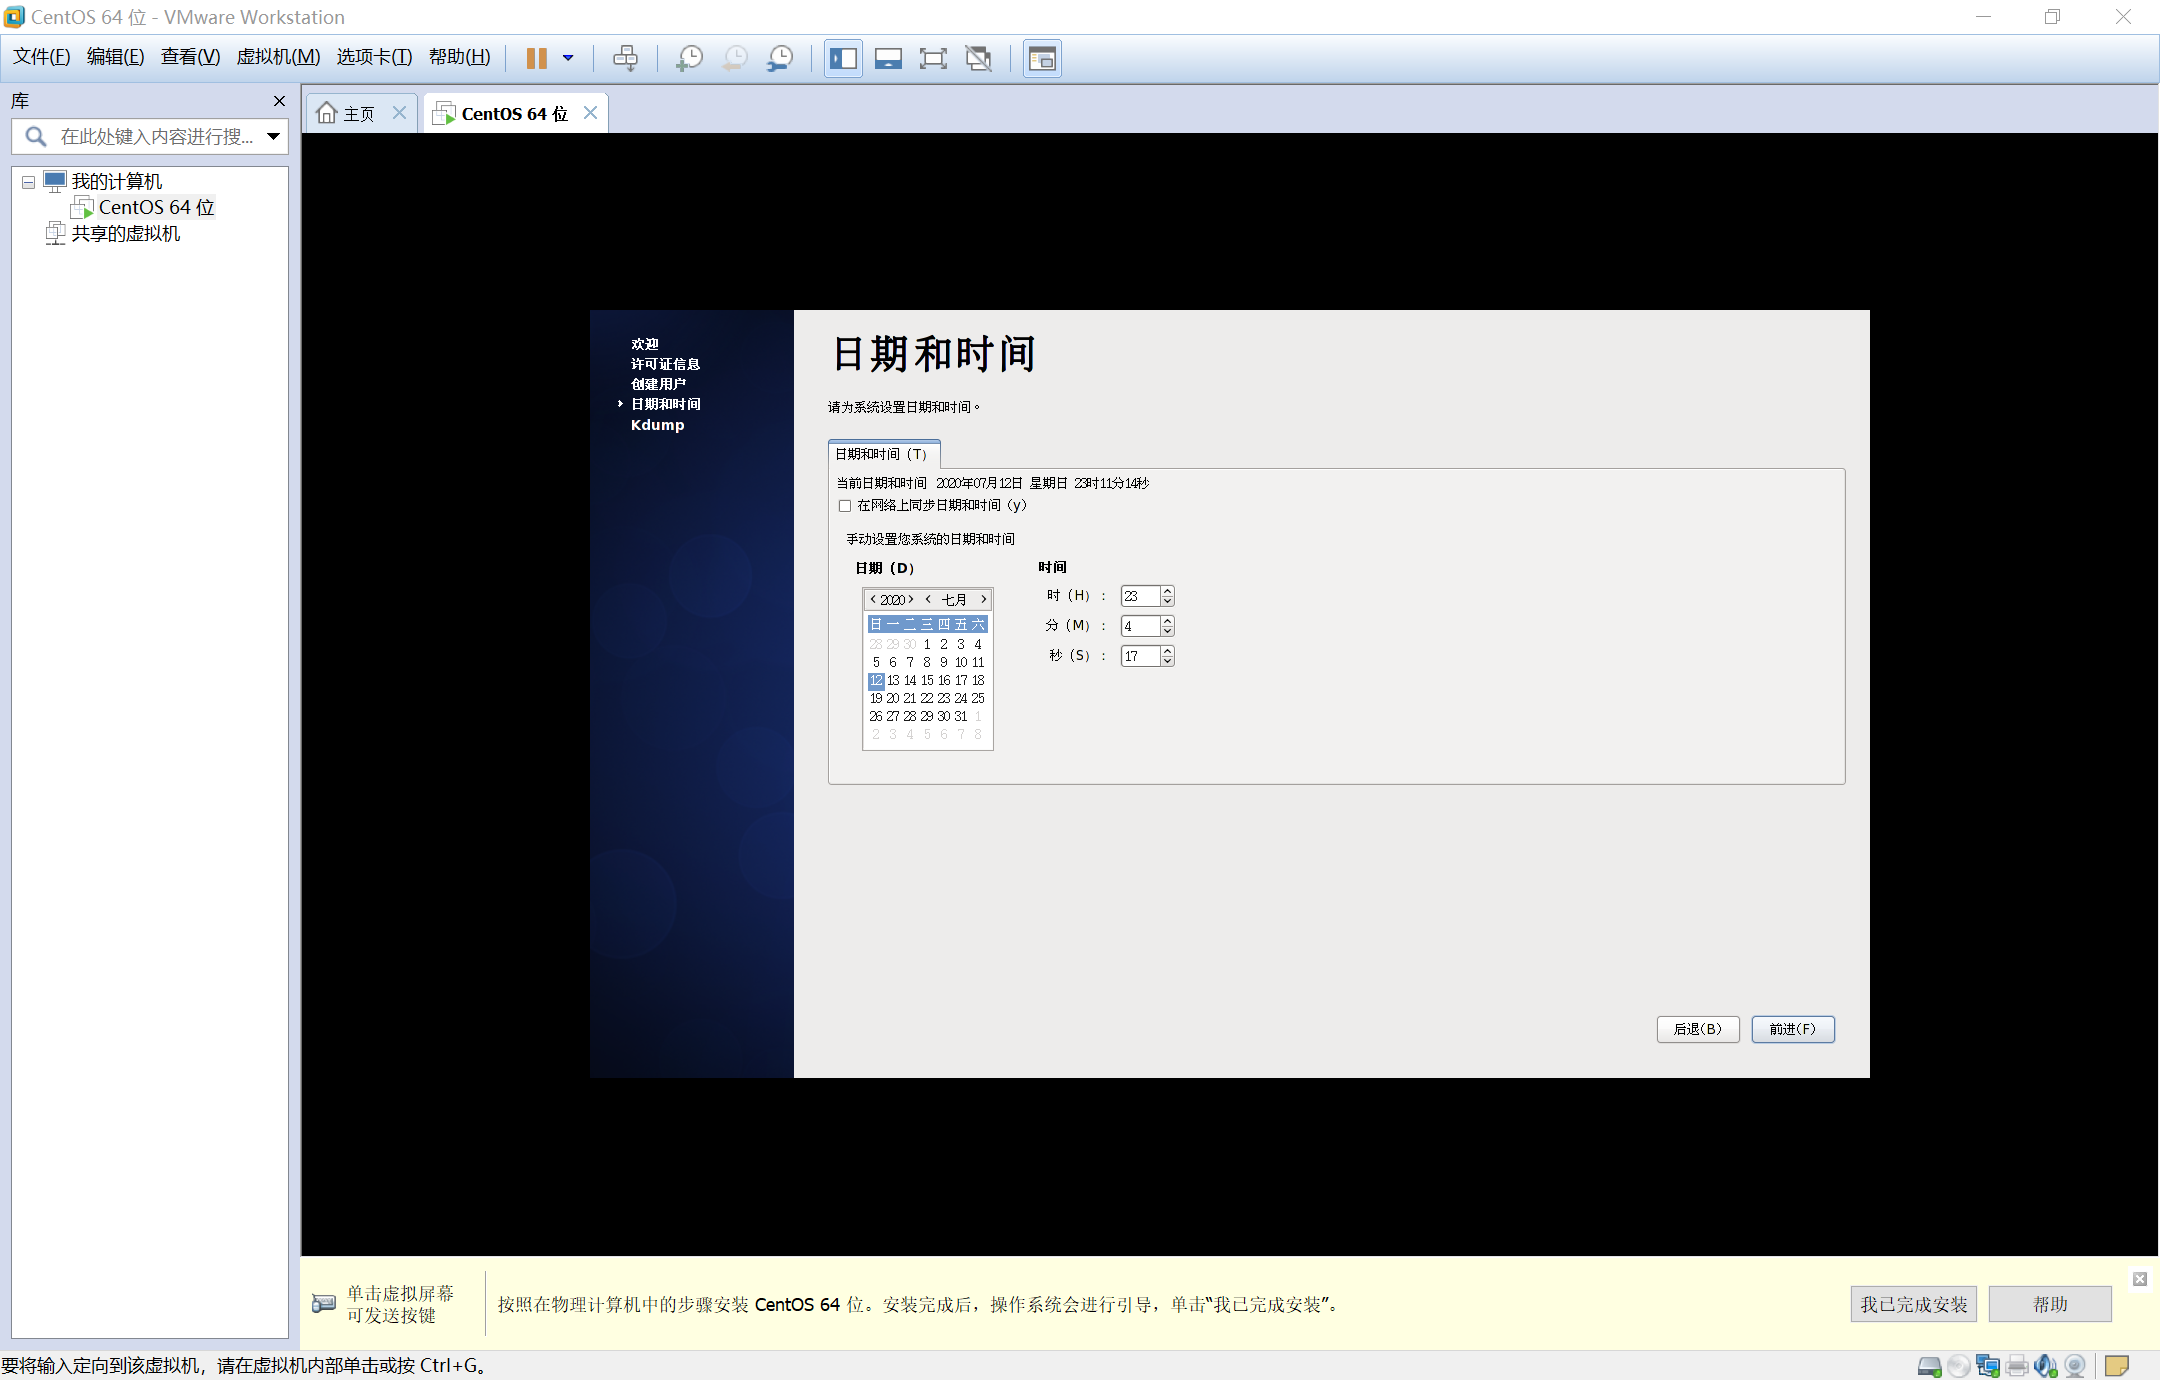 CentOS 64 位 - VMware Workstation
文件(F) 编辑(E) 查看(V) 虚拟机(M) 选项卡(T) 帮助(H)
库
在此处键入内容进行搜...
我的计算机
CentOS 64 位
共享的虚拟机
主页
CentOS 64 位
欢迎
许可证信息
创建用户
日期和时间
Kdump
日期和时间
请为系统设置日期和时间。
日期和时间（T）
当前日期和时间 2020年07月12日 星期日 23时11分14秒
在网络上同步日期和时间（y）
手动设置您系统的日期和时间
日期（D）
< 2020 > < 七月 >
日 一 二 三 四 五 六
28 29 30 1 2 3 4
5 6 7 8 9 10 11
12 13 14 15 16 17 18
19 20 21 22 23 24 25
26 27 28 29 30 31 1
2 3 4 5 6 7 8
时间
时（H）： 23
分（M）： 4
秒（S）： 17
后退(B) 前进(F)
单击虚拟屏幕
可发送按键
按照在物理计算机中的步骤安装 CentOS 64 位。安装完成后，操作系统会进行引导，单击“我已完成安装”。
我已完成安装 帮助
要将输入定向到该虚拟机，请在虚拟机内部单击或按 Ctrl+G。